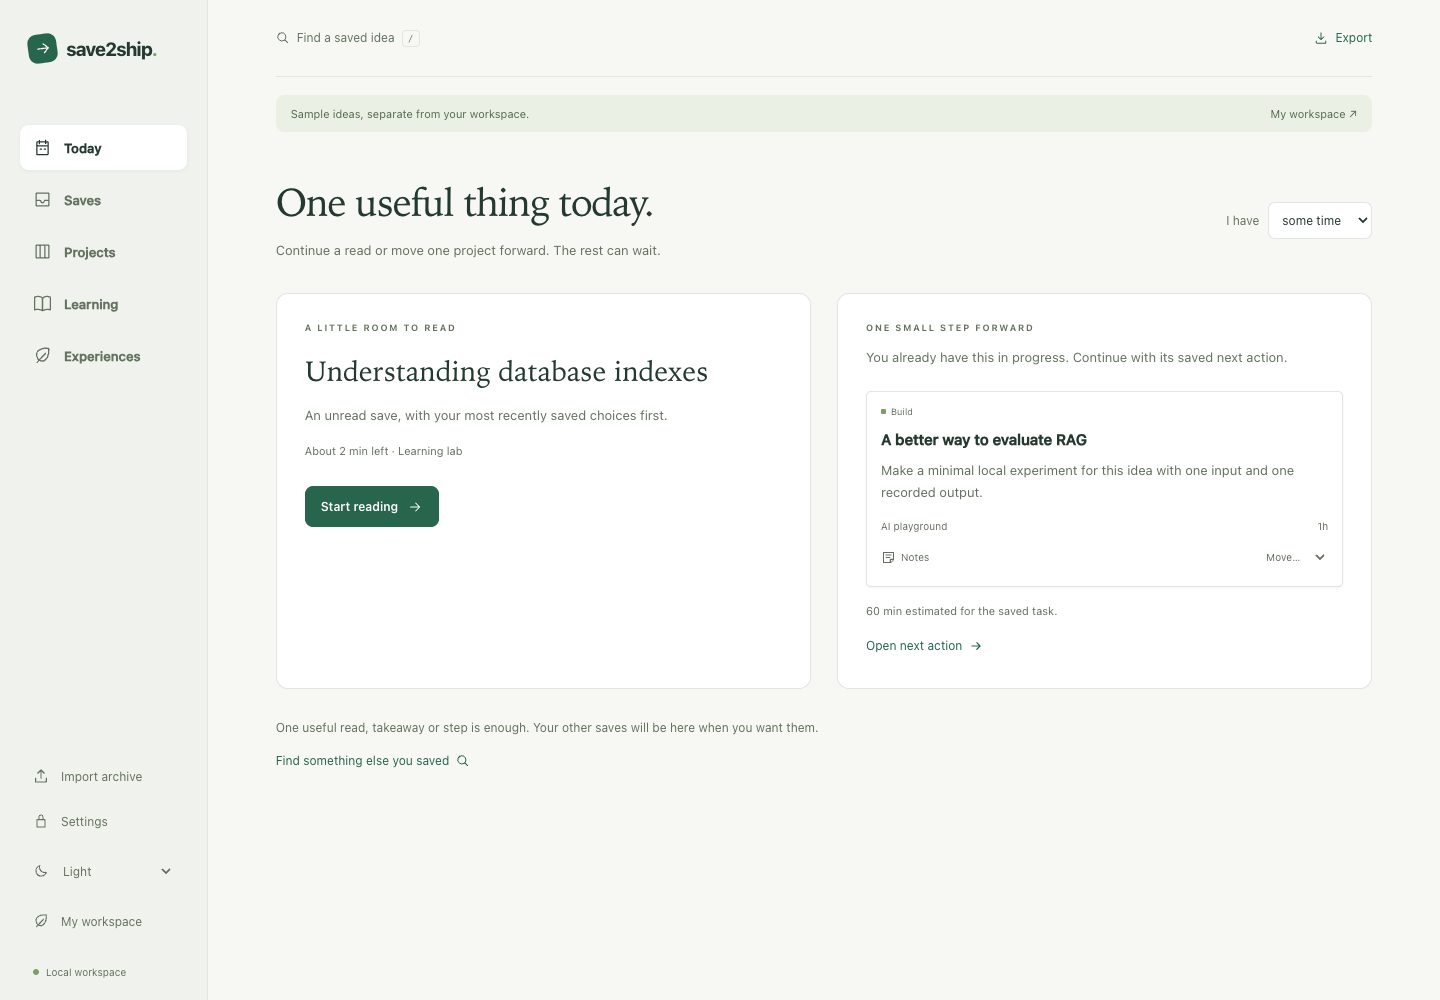 save2ship.
Today
Saves
Projects
Learning
Experiences
Import archive
Settings
Light
My workspace
Local workspace
Find a saved idea /
Export
Sample ideas, separate from your workspace.
My workspace ↗
One useful thing today.
Continue a read or move one project forward. The rest can wait.
I have some time
A LITTLE ROOM TO READ
Understanding database indexes
An unread save, with your most recently saved choices first.
About 2 min left · Learning lab
Start reading →
ONE SMALL STEP FORWARD
You already have this in progress. Continue with its saved next action.
Build
A better way to evaluate RAG
Make a minimal local experiment for this idea with one input and one
recorded output.
AI playground 1h
Notes Move...
60 min estimated for the saved task.
Open next action →
One useful read, takeaway or step is enough. Your other saves will be here when you want them.
Find something else you saved